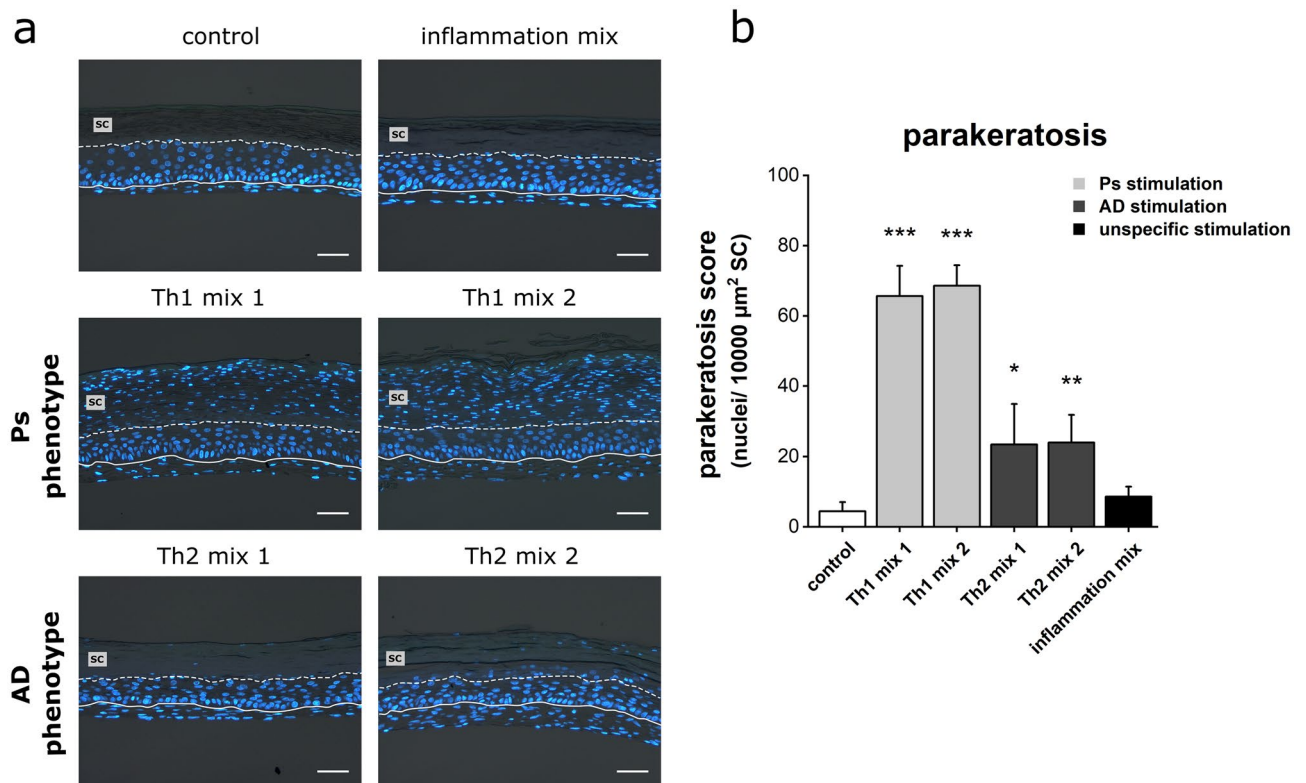 a
control
inflammation mix
sc
sc
Th1 mix 1
Th1 mix 2
Ps
phenotype
sc
sc
Th2 mix 1
Th2 mix 2
AD
phenotype
sc
sc
b
parakeratosis
Ps stimulation
AD stimulation
unspecific stimulation
parakeratosis score
(nuclei/ 10000 µm² SC)
100
80
60
40
20
0
***
***
*
**
control
Th1 mix 1
Th1 mix 2
Th2 mix 1
Th2 mix 2
inflammation mix